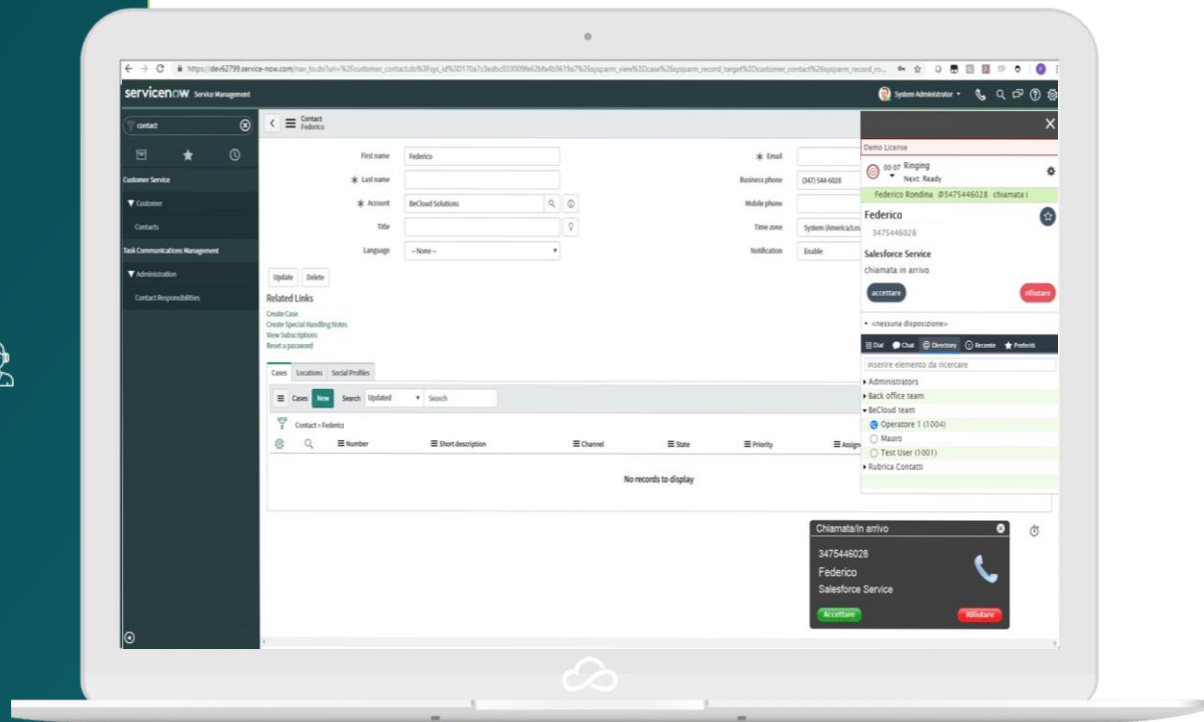 servicenow Service Management
System Administrator
contact
Customer Service
Customer
Contacts
Task Communications Management
Administration
Contact Responsibilities
Contact
Federico
First name
Federico
Last name
Account
BeCloud Solutions
Title
Language
-- None --
Email
Business phone
(347) 544-6028
Mobile phone
Time zone
System (America/Los
Notification
Enable
Update
Delete
Related Links
Create Case
Create Special Handling Notes
View Subscriptions
Reset a password
Cases
Locations
Social Profiles
Cases
New
Search
Updated
Search
Contact = Federico
Number
Short description
Channel
State
Priority
Assign
No records to display
Demo License
00:07 Ringing
Next: Ready
Federico Rondina @3475446028 chiamata i
Federico
3475446028
Salesforce Service
chiamata in arrivo
accettare
rifiutare
<nessuna disposizione>
Dial
Chat
Directory
Recente
Preferiti
inserire elemento da ricercare
Administrators
Back office team
BeCloud team
Operatore 1 (1004)
Mauro
Test User (1001)
Rubrica Contatti
Chiamata/in arrivo
3475446028
Federico
Salesforce Service
Accettare
Rifiutare